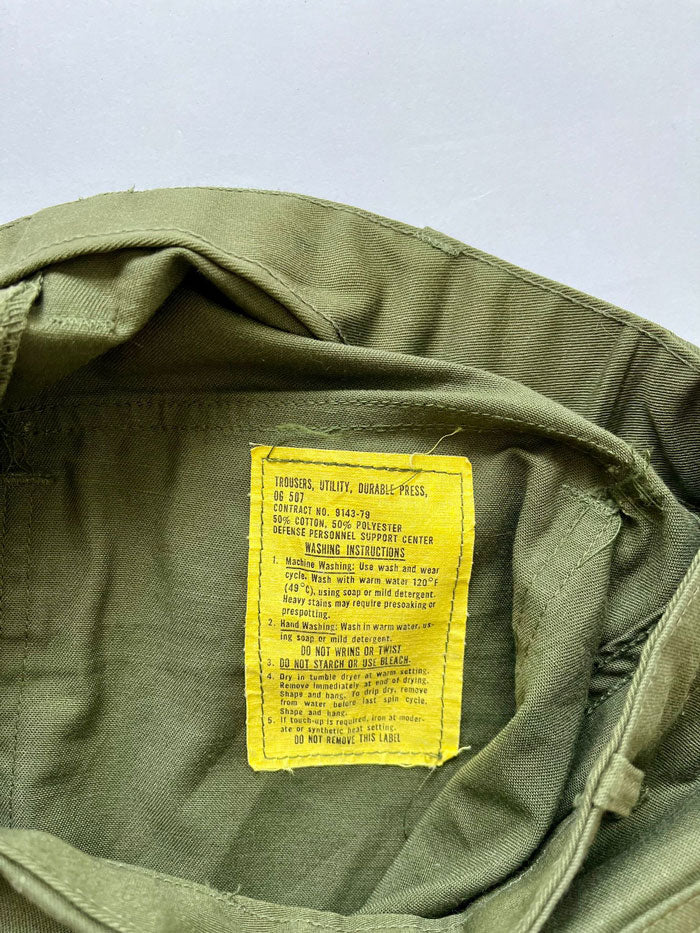 TROUSERS, UTILITY, DURABLE PRESS,
OG 507
CONTRACT NO. 9143-79
50% COTTON, 50% POLYESTER
DEFENSE PERSONNEL SUPPORT CENTER
WASHING INSTRUCTIONS
1. Machine Washing: Use wash and wear
cycle. Wash with warm water 120°F
(49°C), using soap or mild detergent.
Heavy stains may require presoaking or
prespotting.
2. Hand Washing: Wash in warm water, us-
ing soap or mild detergent.
DO NOT WRING OR TWIST
3. DO NOT STARCH OR USE BLEACH.
4. Dry in tumble dryer at warm setting.
Remove immediately at end of drying.
Shape and hang. To drip dry, remove
from water before last spin cycle.
Shape and hang.
5. If touch-up is required, iron at moder-
ate or synthetic heat setting.
DO NOT REMOVE THIS LABEL